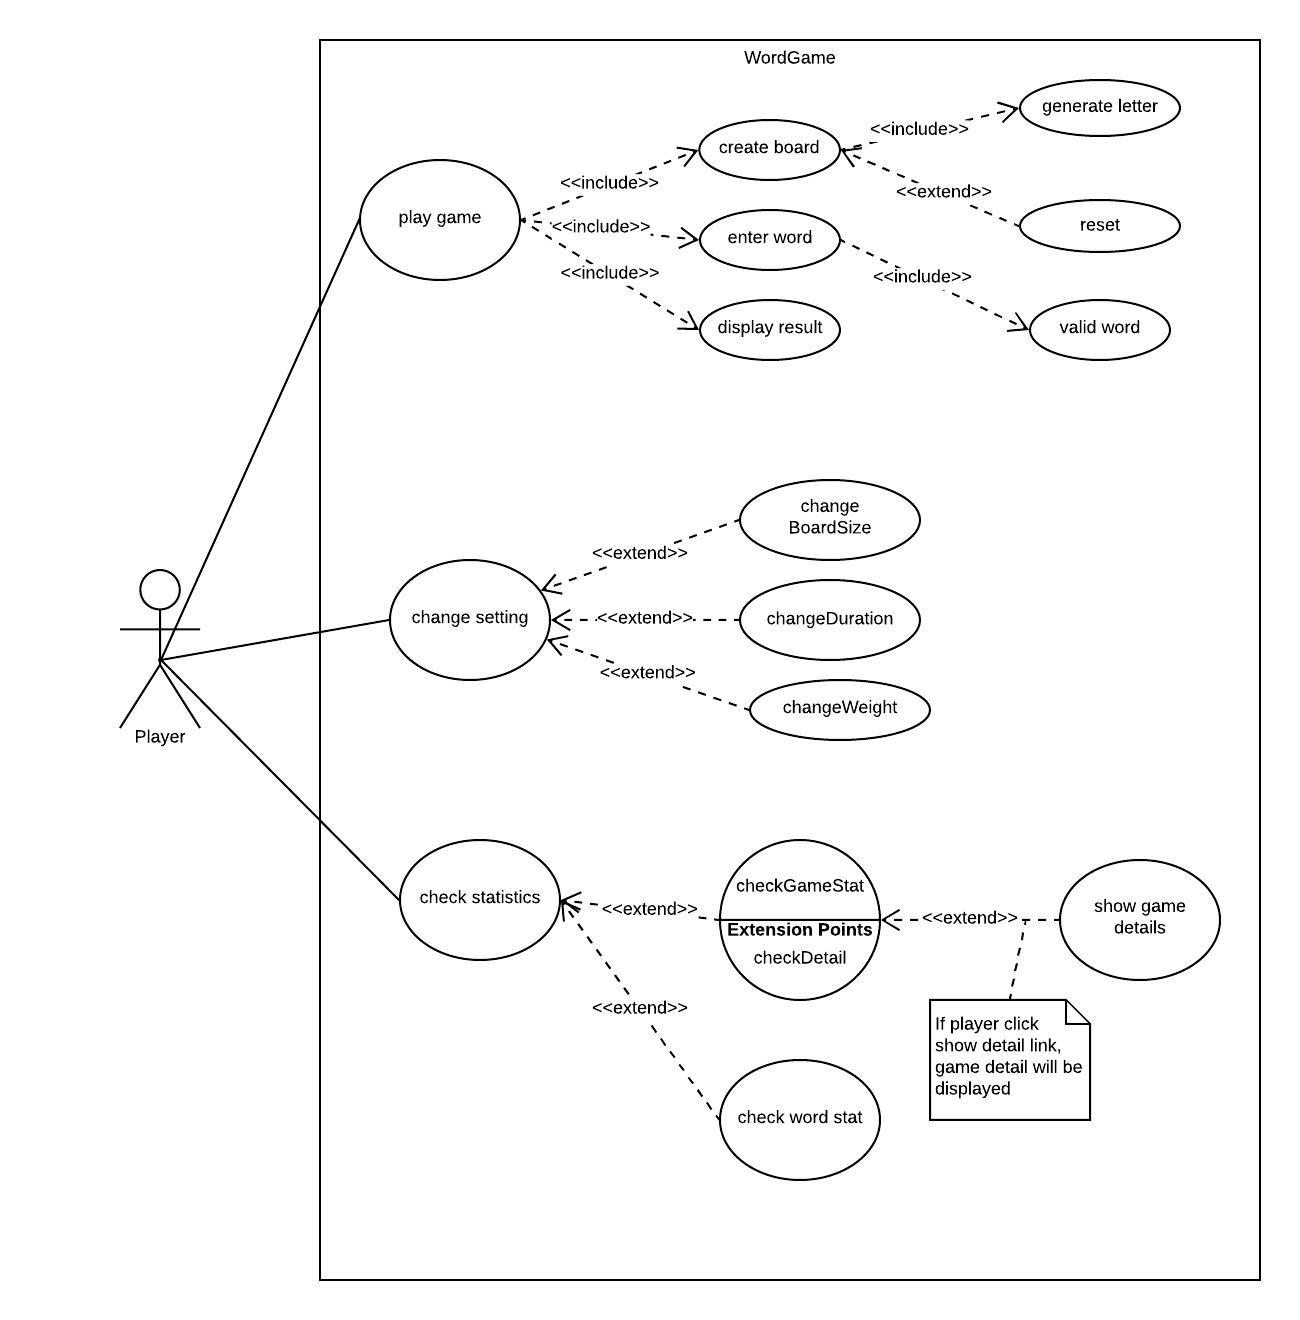 WordGame
generate letter
<<include>>
create board
<<include>>
<<extend>>
play game
<<include>>
reset
enter word
<<include>>
<<include>>
display result
valid word
change
BoardSize
<<extend>>
change setting
<<extend>>
changeDuration
<<extend>>
changeWeight
Player
checkGameStat
check statistics
<<extend>>
Extension Points
checkDetail
<<extend>>
show game
details
<<extend>>
If player click
show detail link,
game detail will be
displayed
check word stat